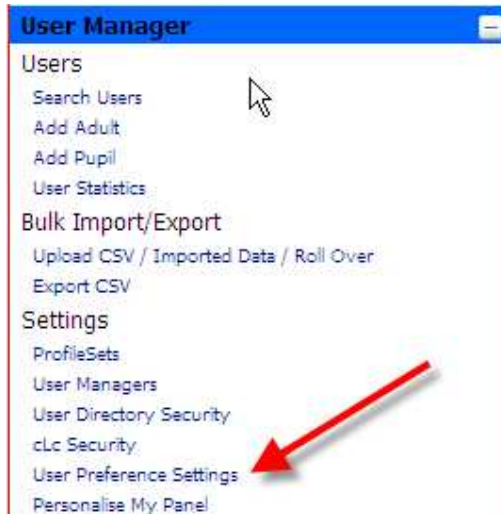 User Manager
Users
Search Users
Add Adult
Add Pupil
User Statistics
Bulk Import/Export
Upload CSV / Imported Data / Roll Over
Export CSV
Settings
ProfileSets
User Managers
User Directory Security
cLc Security
User Preference Settings
Personalise My Panel